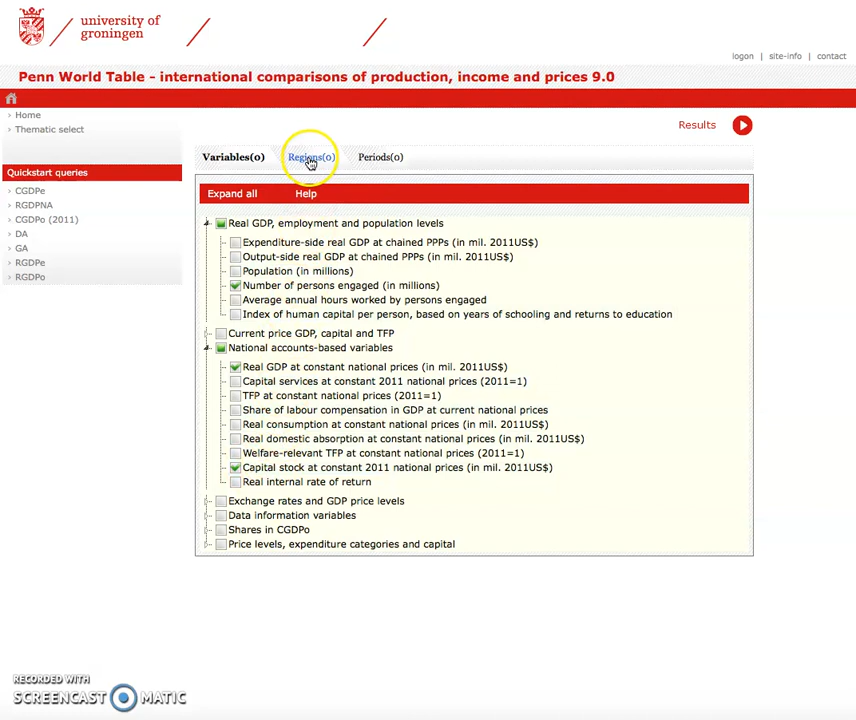 university of
groningen
logon | site-info | contact
Penn World Table - international comparisons of production, income and prices 9.0
Home
Thematic select
Quickstart queries
CGDPe
RGDPNA
CGDPo (2011)
DA
GA
RGDPe
RGDPo
Results
Variables(0) Regions(0) Periods(0)
Expand all Help
Real GDP, employment and population levels
Expenditure-side real GDP at chained PPPs (in mil. 2011US$)
Output-side real GDP at chained PPPs (in mil. 2011US$)
Population (in millions)
Number of persons engaged (in millions)
Average annual hours worked by persons engaged
Index of human capital per person, based on years of schooling and returns to education
Current price GDP, capital and TFP
National accounts-based variables
Real GDP at constant national prices (in mil. 2011US$)
Capital services at constant 2011 national prices (2011=1)
TFP at constant national prices (2011=1)
Share of labour compensation in GDP at current national prices
Real consumption at constant national prices (in mil. 2011US$)
Real domestic absorption at constant national prices (in mil. 2011US$)
Welfare-relevant TFP at constant national prices (2011=1)
Capital stock at constant 2011 national prices (in mil. 2011US$)
Real internal rate of return
Exchange rates and GDP price levels
Data information variables
Shares in CGDPo
Price levels, expenditure categories and capital
RECORDED WITH
SCREENCAST MATIC